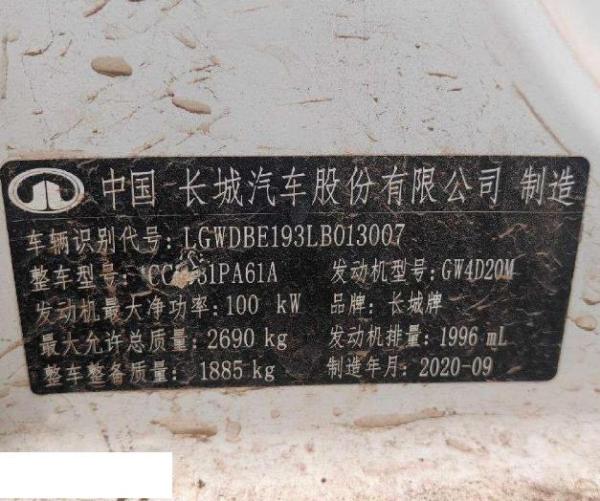 中国 长城汽车股份有限公司 制造
车辆识别代号: LGWDBE193LB013007
整车型号: 发动机型号: GW4D20M
发动机最大净功率: 100 kW 品牌: 长城牌
最大允许总质量: 2690 kg 发动机排量: 1996 mL
整车整备质量: 1885 kg 制造年月: 2020-09